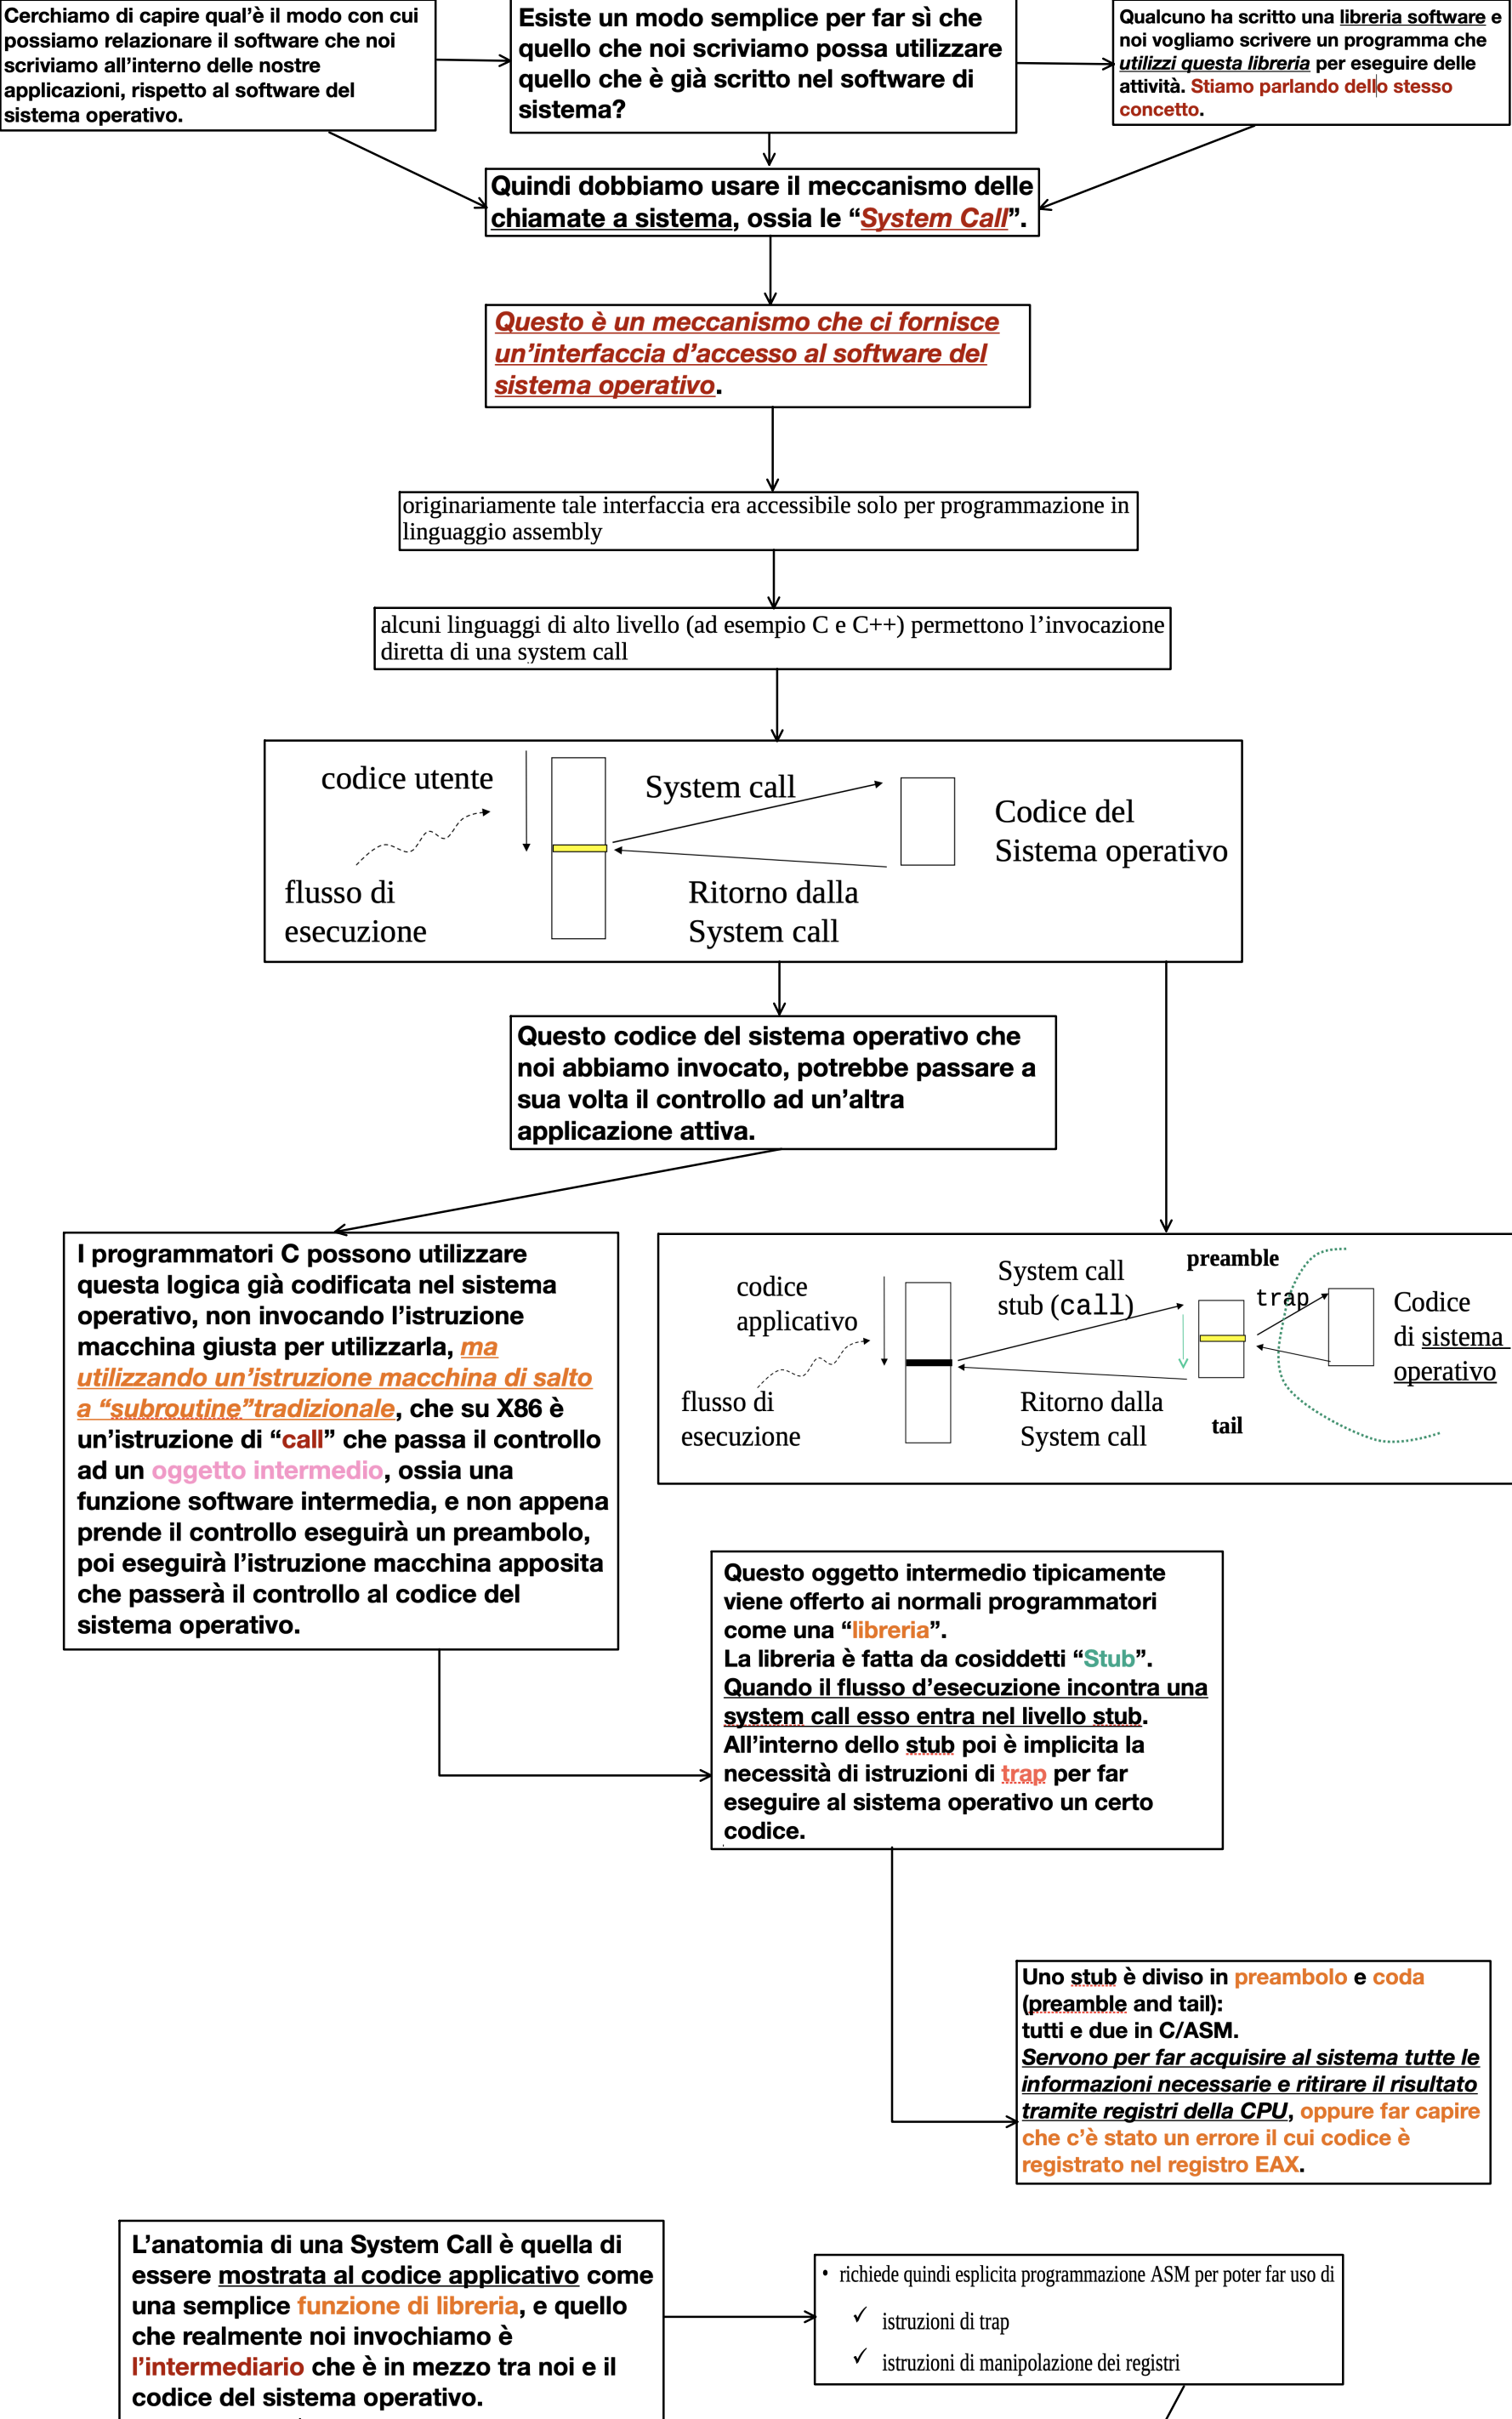 Cerchiamo di capire qual’è il modo con cui
possiamo relazionare il software che noi
scriviamo all’interno delle nostre
applicazioni, rispetto al software del
sistema operativo.
Esiste un modo semplice per far sì che
quello che noi scriviamo possa utilizzare
quello che è già scritto nel software di
sistema?
Qualcuno ha scritto una libreria software e
noi vogliamo scrivere un programma che
utilizzi questa libreria per eseguire delle
attività. Stiamo parlando dello stesso
concetto.
Quindi dobbiamo usare il meccanismo delle
chiamate a sistema, ossia le “System Call”.
Questo è un meccanismo che ci fornisce
un’interfaccia d’accesso al software del
sistema operativo.
originariamente tale interfaccia era accessibile solo per programmazione in
linguaggio assembly
alcuni linguaggi di alto livello (ad esempio C e C++) permettono l’invocazione
diretta di una system call
codice utente
System call
Codice del
Sistema operativo
flusso di
esecuzione
Ritorno dalla
System call
Questo codice del sistema operativo che
noi abbiamo invocato, potrebbe passare a
sua volta il controllo ad un’altra
applicazione attiva.
I programmatori C possono utilizzare
questa logica già codificata nel sistema
operativo, non invocando l’istruzione
macchina giusta per utilizzarla, ma
utilizzando un’istruzione macchina di salto
a “subroutine”tradizionale, che su X86 è
un’istruzione di “call” che passa il controllo
ad un oggetto intermedio, ossia una
funzione software intermedia, e non appena
prende il controllo eseguirà un preambolo,
poi eseguirà l’istruzione macchina apposita
che passerà il controllo al codice del
sistema operativo.
codice
applicativo
System call
stub (call)
preamble
trap
Codice
di sistema
operativo
flusso di
esecuzione
Ritorno dalla
System call
tail
Questo oggetto intermedio tipicamente
viene offerto ai normali programmatori
come una “libreria”.
La libreria è fatta da cosiddetti “Stub”.
Quando il flusso d’esecuzione incontra una
system call esso entra nel livello stub.
All’interno dello stub poi è implicita la
necessità di istruzioni di trap per far
eseguire al sistema operativo un certo
codice.
Uno stub è diviso in preambolo e coda
(preamble and tail):
tutti e due in C/ASM.
Servono per far acquisire al sistema tutte le
informazioni necessarie e ritirare il risultato
tramite registri della CPU, oppure far capire
che c’è stato un errore il cui codice è
registrato nel registro EAX.
L’anatomia di una System Call è quella di
essere mostrata al codice applicativo come
una semplice funzione di libreria, e quello
che realmente noi invochiamo è
l’intermediario che è in mezzo tra noi e il
codice del sistema operativo.
• richiede quindi esplicita programmazione ASM per poter far uso di
✓ istruzioni di trap
✓ istruzioni di manipolazione dei registri